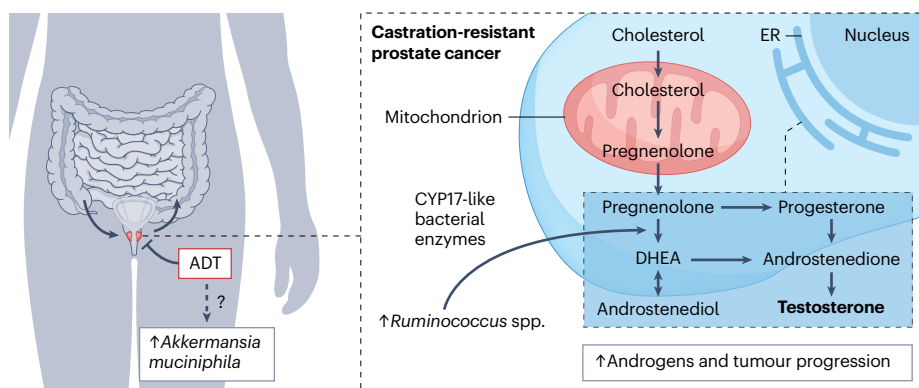 ADT
?
↑Akkermansia
muciniphila
Castration-resistant
prostate cancer
Cholesterol
ER
Nucleus
Cholesterol
Mitochondrion
Pregnenolone
CYP17-like
bacterial
enzymes
Pregnenolone
Progesterone
DHEA
Androstenedione
↑Ruminococcus spp.
Androstenediol
Testosterone
↑Androgens and tumour progression